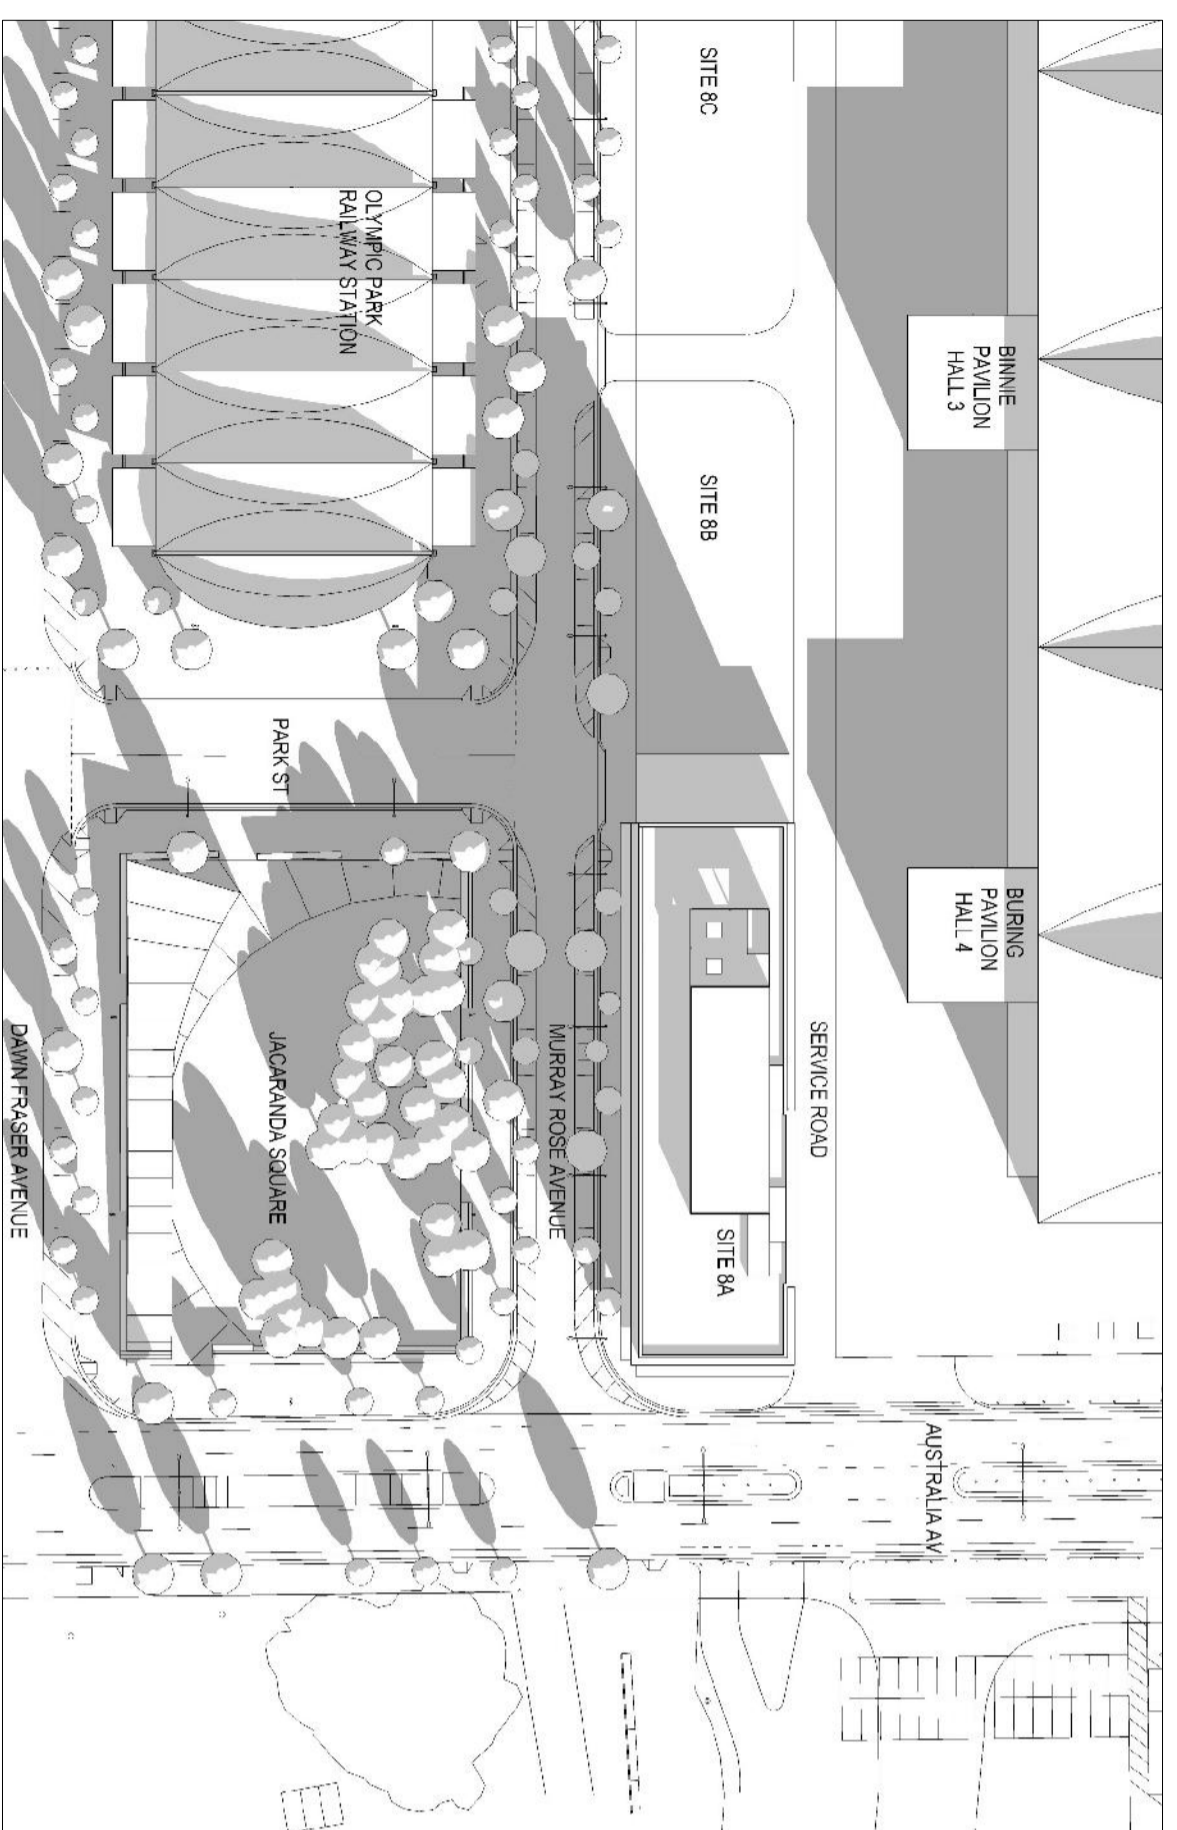 SITE 8C
OLYMPIC PARK
RAILWAY STATION
BINNIE
PAVILION
HALL 3
SITE 8B
PARK ST
BURING
PAVILION
HALL 4
SERVICE ROAD
MURRAY ROSE AVENUE
JACARANDA SQUARE
DAWN FRASER AVENUE
SITE 8A
AUSTRALIA AV